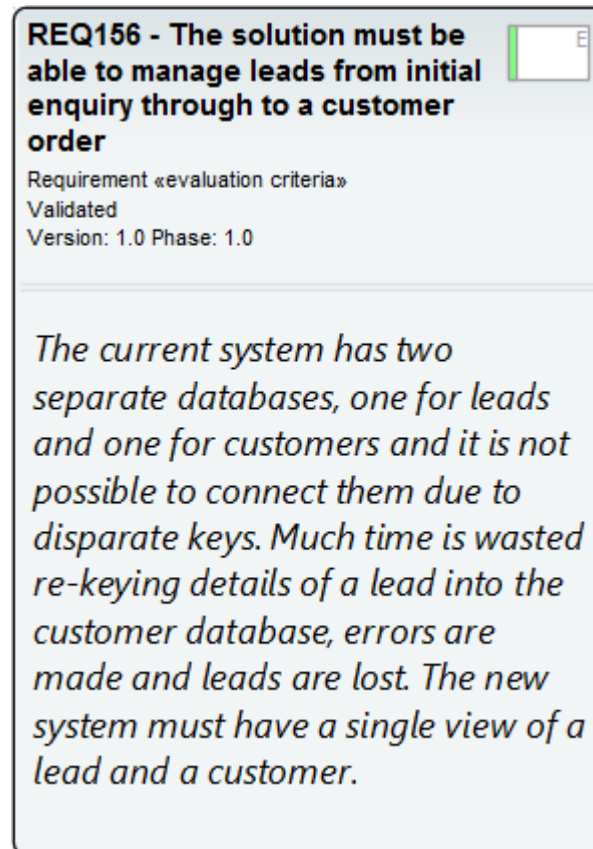 REQ156 - The solution must be
able to manage leads from initial
enquiry through to a customer
order
E
Requirement «evaluation criteria»
Validated
Version: 1.0 Phase: 1.0
The current system has two
separate databases, one for leads
and one for customers and it is not
possible to connect them due to
disparate keys. Much time is wasted
re-keying details of a lead into the
customer database, errors are
made and leads are lost. The new
system must have a single view of a
lead and a customer.